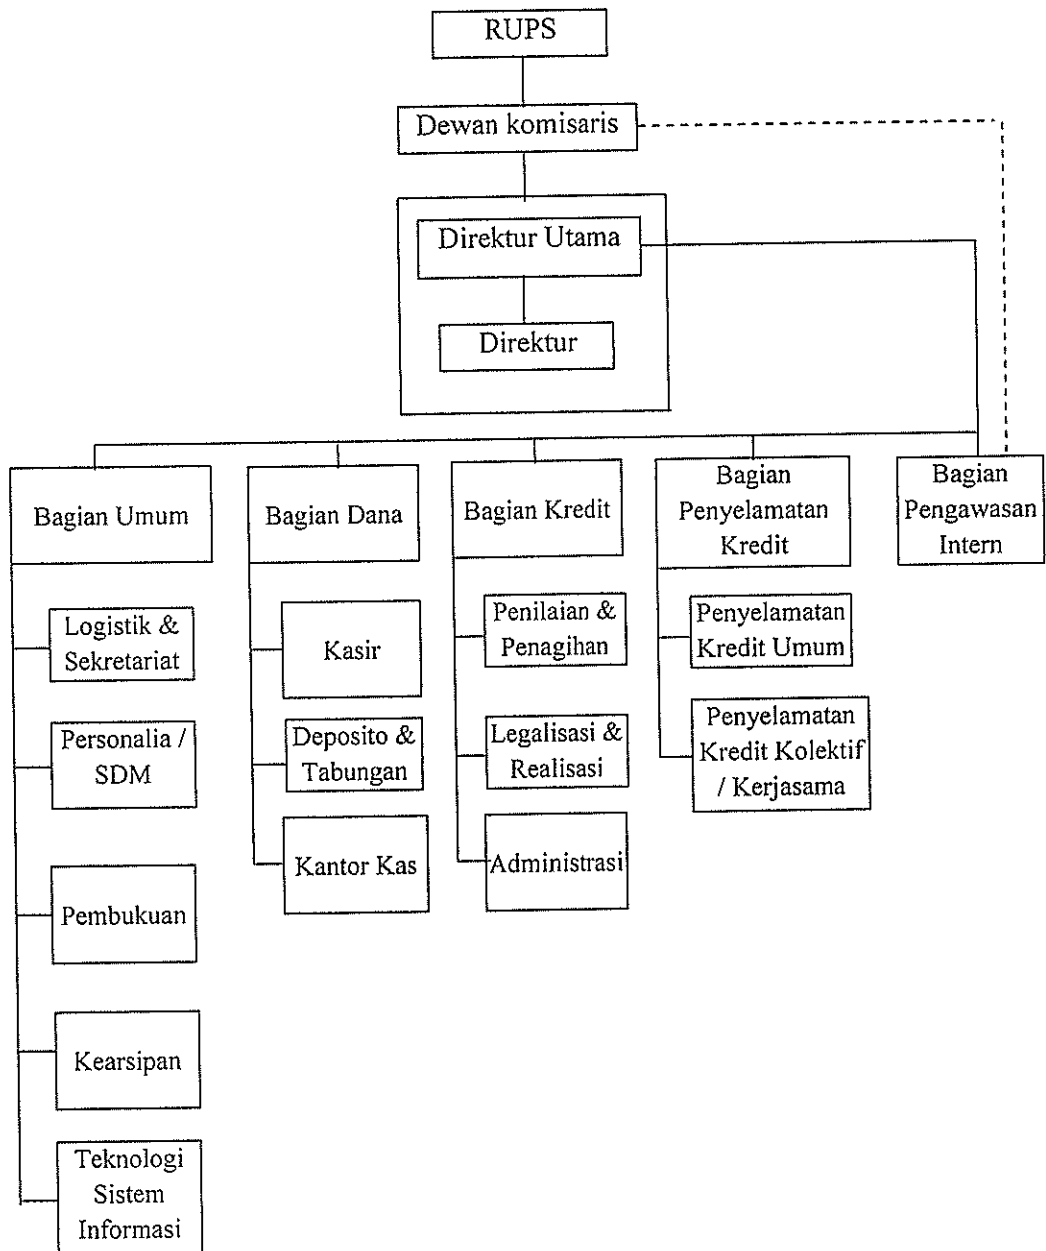 RUPS
Dewan komisaris
Direktur Utama
Direktur
Bagian Umum
Bagian Dana
Bagian Kredit
Bagian
Penyelamatan
Kredit
Bagian
Pengawasan
Intern
Logistik &
Sekretariat
Personalia /
SDM
Pembukuan
Kearsipan
Teknologi
Sistem
Informasi
Kasir
Deposito &
Tabungan
Kantor Kas
Penilaian &
Penagihan
Legalisasi &
Realisasi
Administrasi
Penyelamatan
Kredit Umum
Penyelamatan
Kredit Kolektif
/ Kerjasama